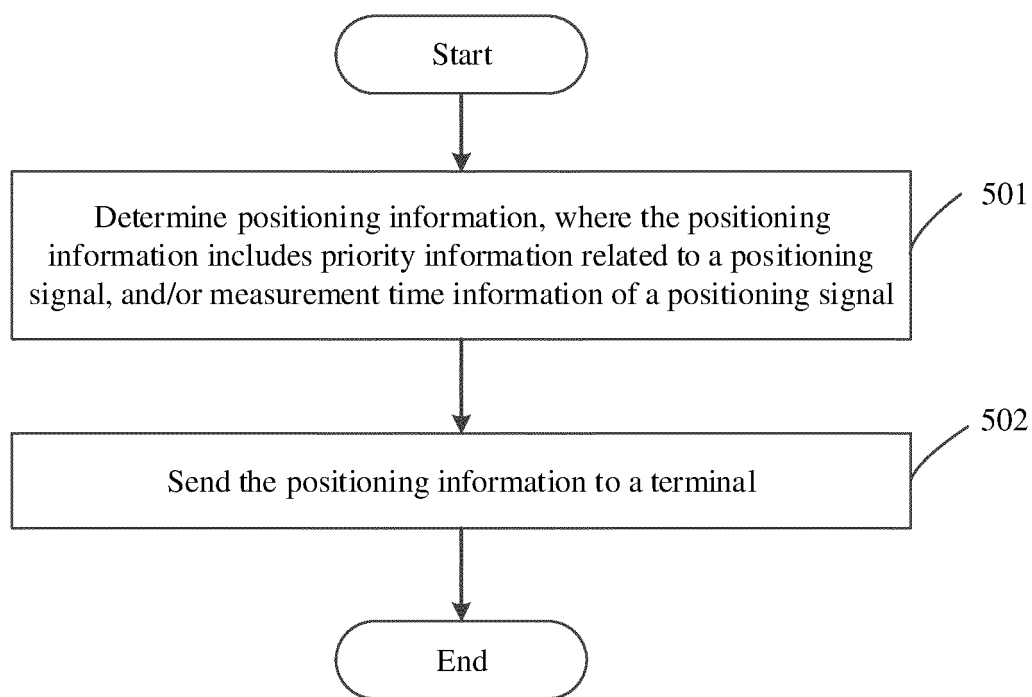 Start
501
Determine positioning information, where the positioning
information includes priority information related to a positioning
signal, and/or measurement time information of a positioning signal
502
Send the positioning information to a terminal
End